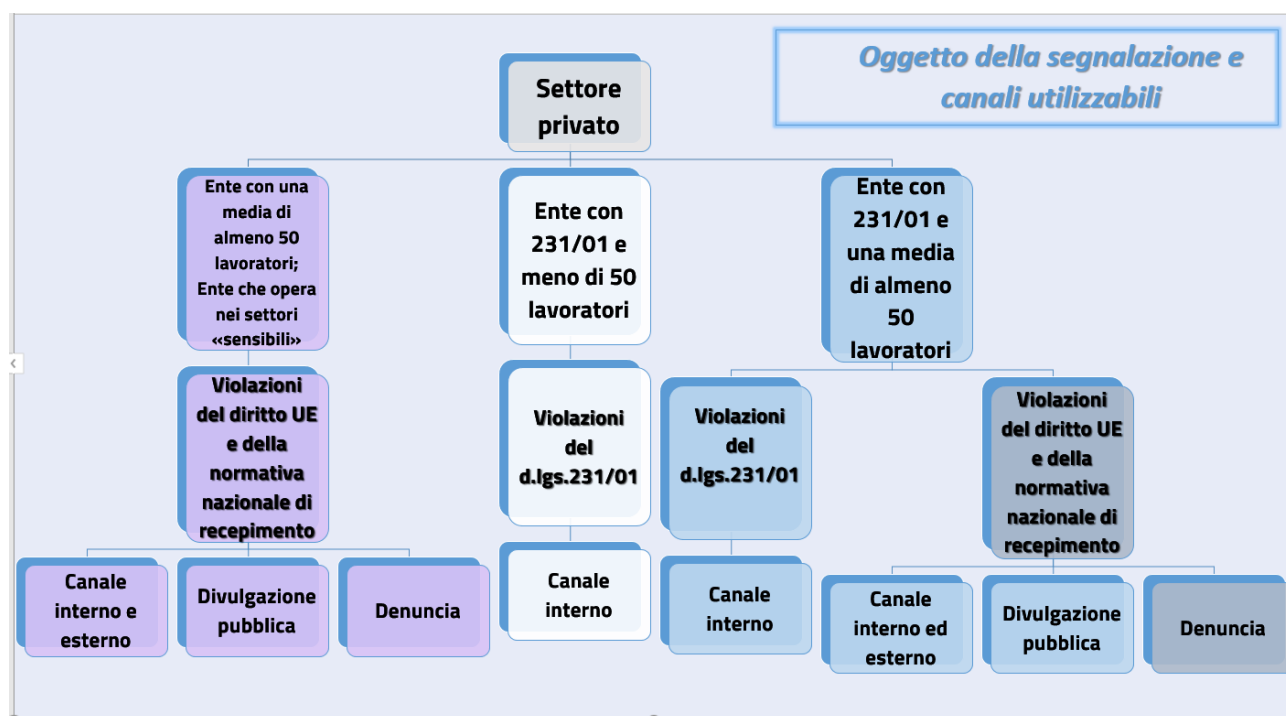 Oggetto della segnalazione e
canali utilizzabili
Settore
privato
Ente con una
media di
almeno 50
lavoratori;
Ente che opera
nei settori
«sensibili»
Ente con
231/01 e
meno di 50
lavoratori
Ente con
231/01 e
una media
di almeno
50
lavoratori
Violazioni
del diritto UE
e della
normativa
nazionale di
recepimento
Violazioni
del
d.lgs.231/01
Violazioni
del
d.lgs.231/01
Violazioni
del diritto UE
e della
normativa
nazionale di
recepimento
Canale
interno e
esterno
Divulgazione
pubblica
Denuncia
Canale
interno
Canale
interno
Canale
interno ed
esterno
Divulgazione
pubblica
Denuncia